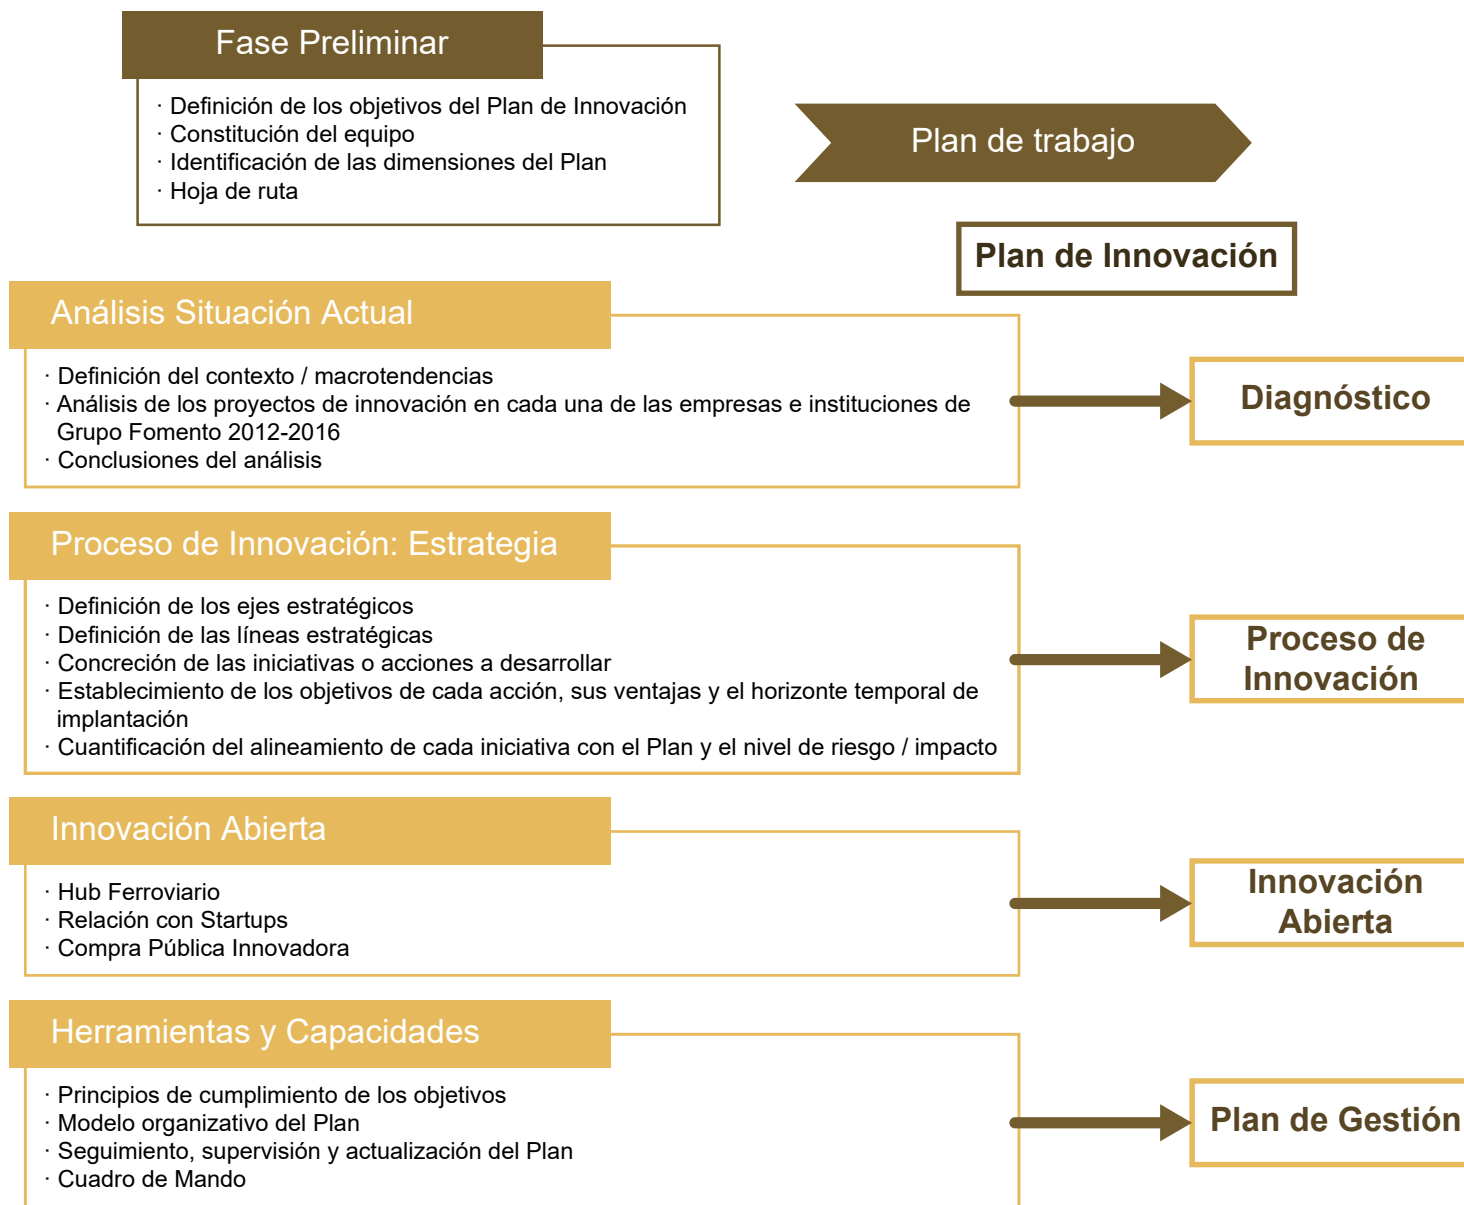 Fase Preliminar
· Definición de los objetivos del Plan de Innovación
· Constitución del equipo
· Identificación de las dimensiones del Plan
· Hoja de ruta
Plan de trabajo
Plan de Innovación
Análisis Situación Actual
· Definición del contexto / macrotendencias
· Análisis de los proyectos de innovación en cada una de las empresas e instituciones de
Grupo Fomento 2012-2016
· Conclusiones del análisis
Diagnóstico
Proceso de Innovación: Estrategia
· Definición de los ejes estratégicos
· Definición de las líneas estratégicas
· Concreción de las iniciativas o acciones a desarrollar
· Establecimiento de los objetivos de cada acción, sus ventajas y el horizonte temporal de
implantación
· Cuantificación del alineamiento de cada iniciativa con el Plan y el nivel de riesgo / impacto
Proceso de
Innovación
Innovación Abierta
· Hub Ferroviario
· Relación con Startups
· Compra Pública Innovadora
Innovación
Abierta
Herramientas y Capacidades
· Principios de cumplimiento de los objetivos
· Modelo organizativo del Plan
· Seguimiento, supervisión y actualización del Plan
· Cuadro de Mando
Plan de Gestión